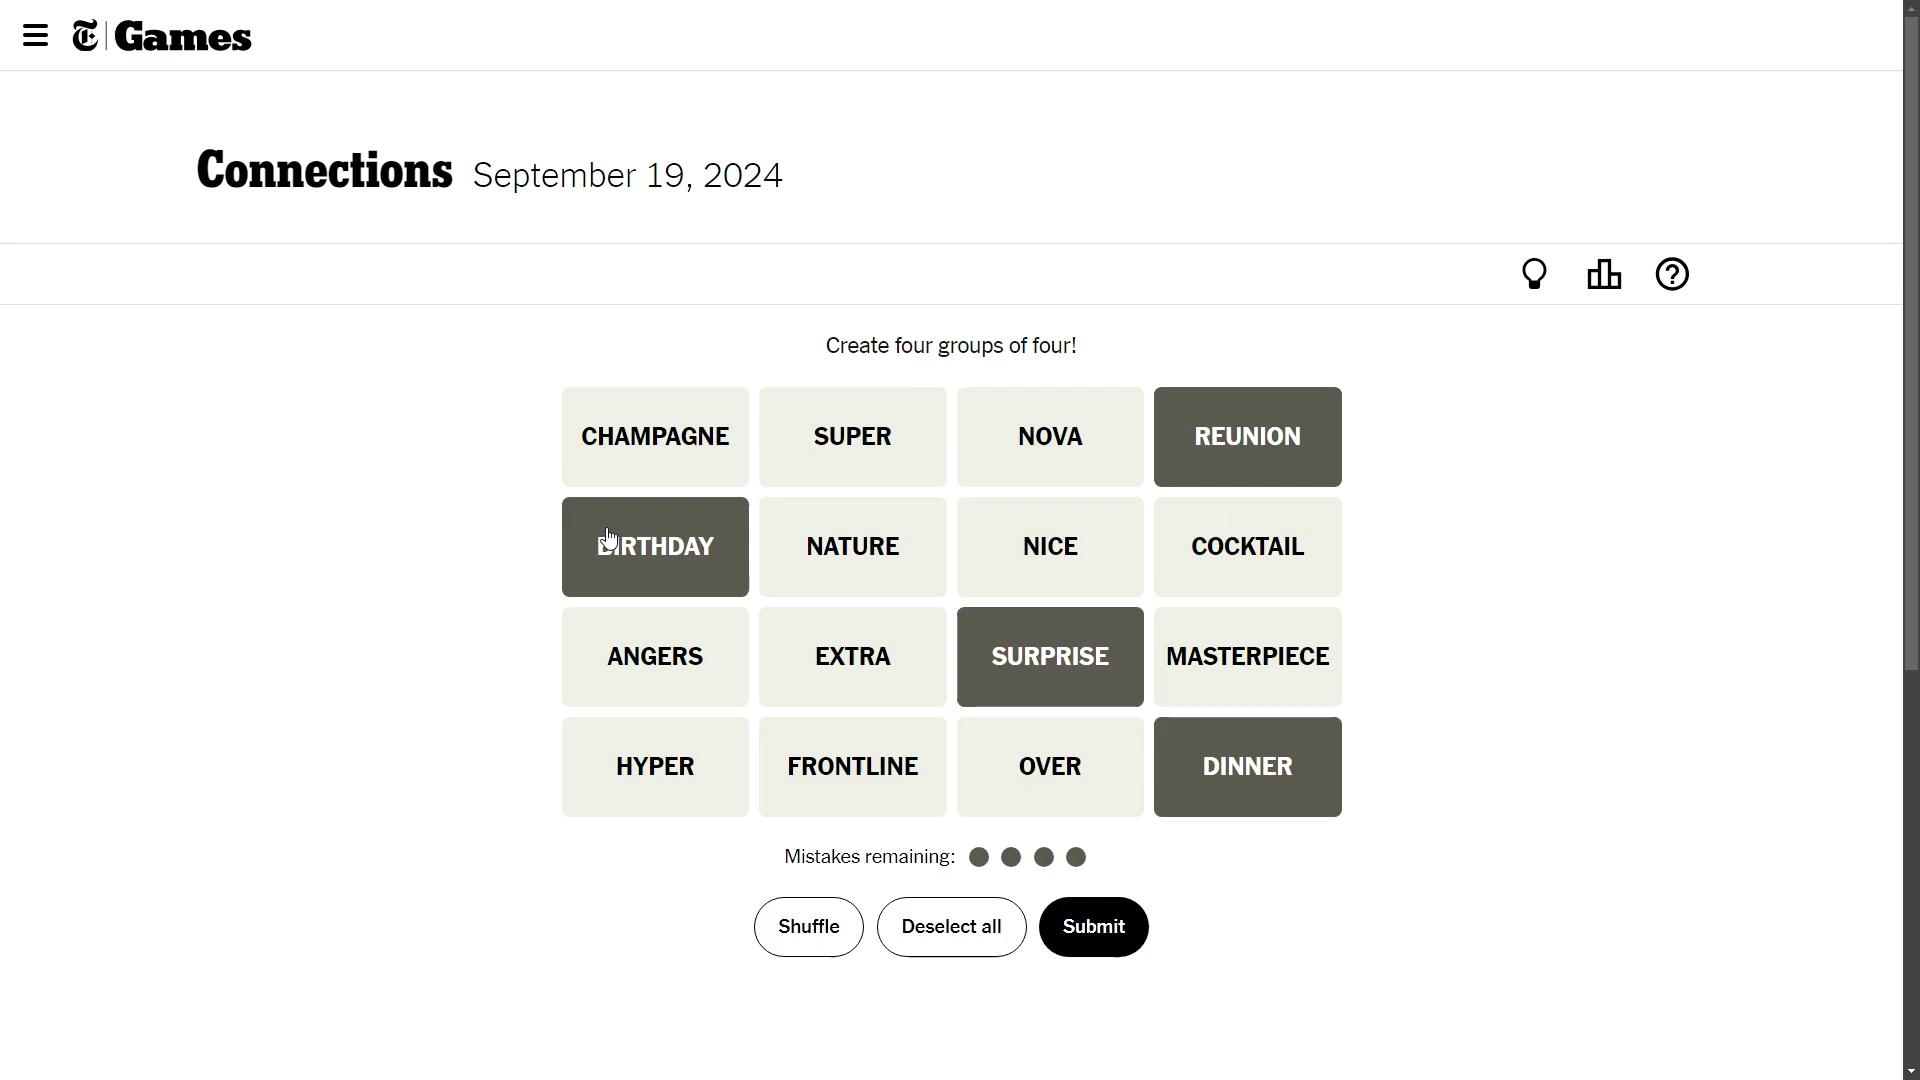 Games
Connections September 19, 2024
Create four groups of four!
CHAMPAGNE SUPER NOVA REUNION
BIRTHDAY NATURE NICE COCKTAIL
ANGERS EXTRA SURPRISE MASTERPIECE
HYPER FRONTLINE OVER DINNER
Mistakes remaining:
Shuffle Deselect all Submit